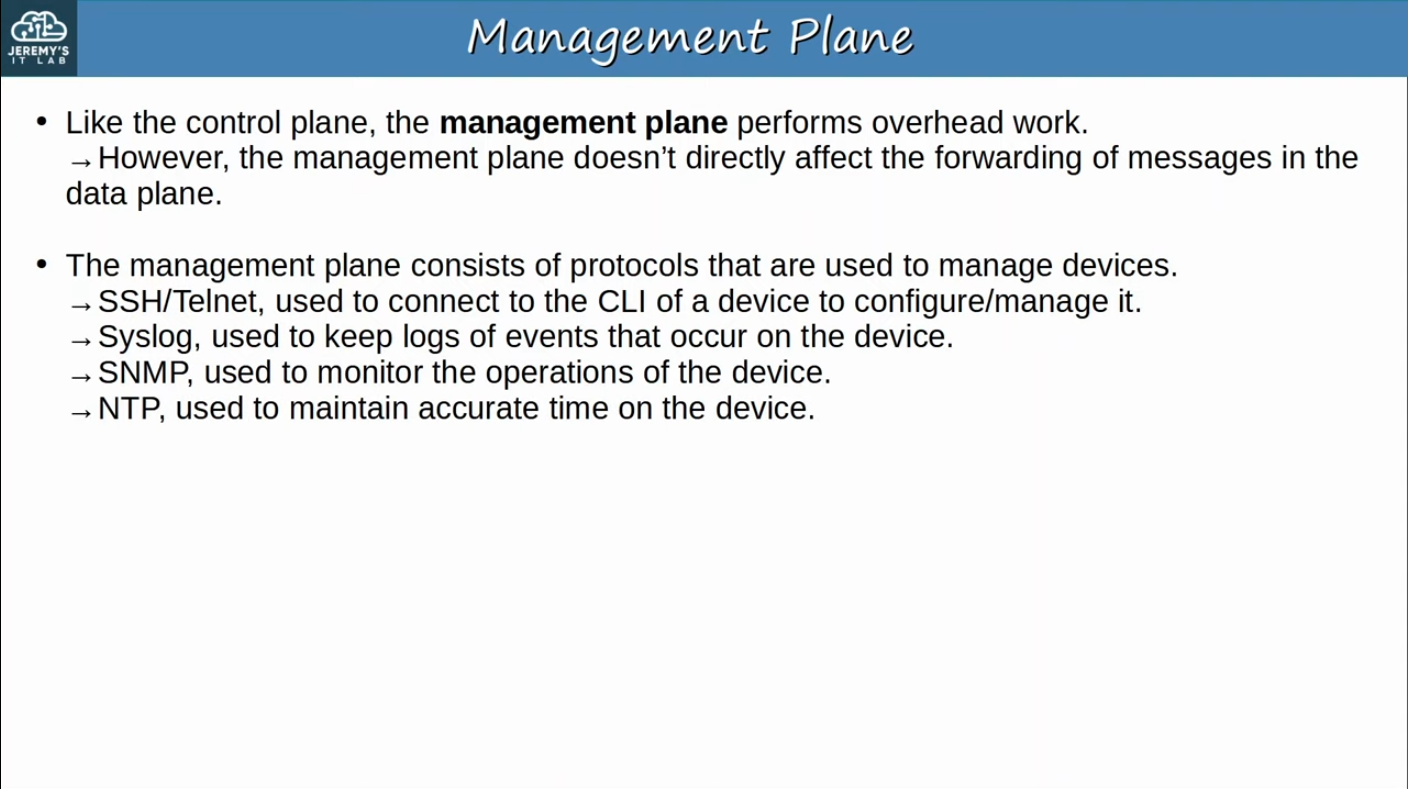 JEREMY'S
IT LAB
Management Plane
• Like the control plane, the management plane performs overhead work.
→However, the management plane doesn’t directly affect the forwarding of messages in the
data plane.
• The management plane consists of protocols that are used to manage devices.
→SSH/Telnet, used to connect to the CLI of a device to configure/manage it.
→Syslog, used to keep logs of events that occur on the device.
→SNMP, used to monitor the operations of the device.
→NTP, used to maintain accurate time on the device.